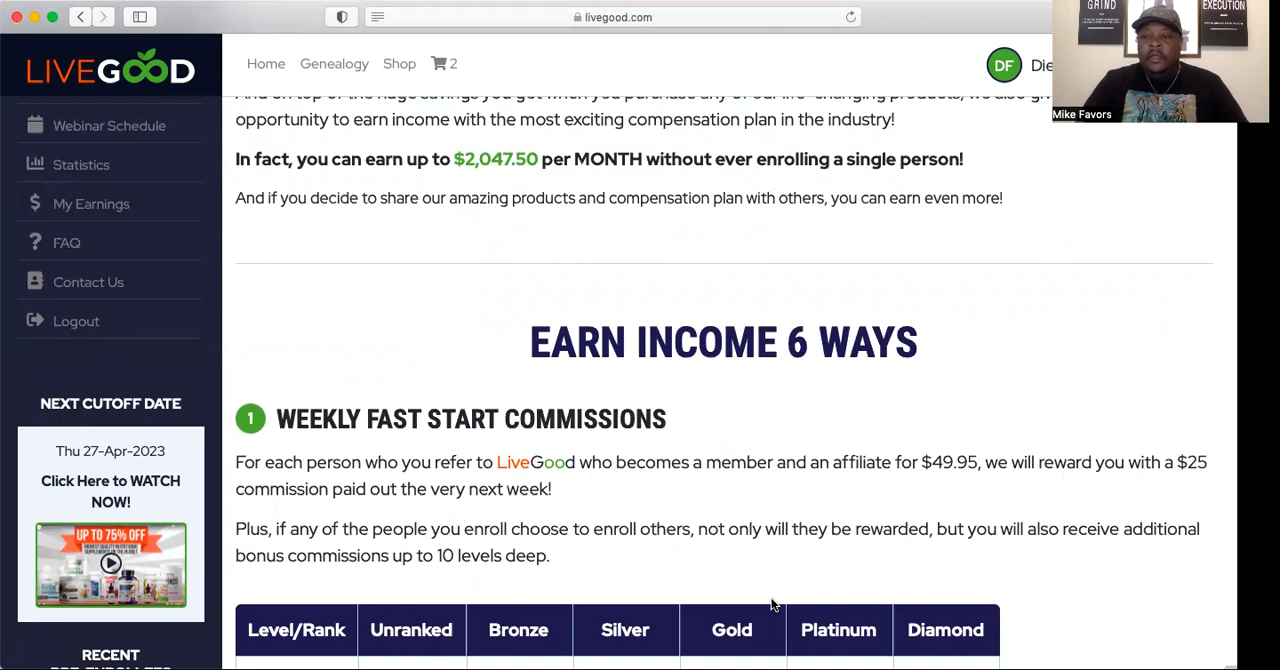 livegood.com
GRIND
EXECUTION
LIVEGOOD
Home Genealogy Shop 2
DF Die
Mike Favors
Webinar Schedule
Statistics
My Earnings
FAQ
Contact Us
Logout
NEXT CUTOFF DATE
Thu 27-Apr-2023
Click Here to WATCH
NOW!
UP TO 75% OFF
RECENT
opportunity to earn income with the most exciting compensation plan in the industry!
In fact, you can earn up to $2,047.50 per MONTH without ever enrolling a single person!
And if you decide to share our amazing products and compensation plan with others, you can earn even more!
EARN INCOME 6 WAYS
1 WEEKLY FAST START COMMISSIONS
For each person who you refer to LiveGood who becomes a member and an affiliate for $49.95, we will reward you with a $25
commission paid out the very next week!
Plus, if any of the people you enroll choose to enroll others, not only will they be rewarded, but you will also receive additional
bonus commissions up to 10 levels deep.
Level/Rank Unranked Bronze Silver Gold Platinum Diamond